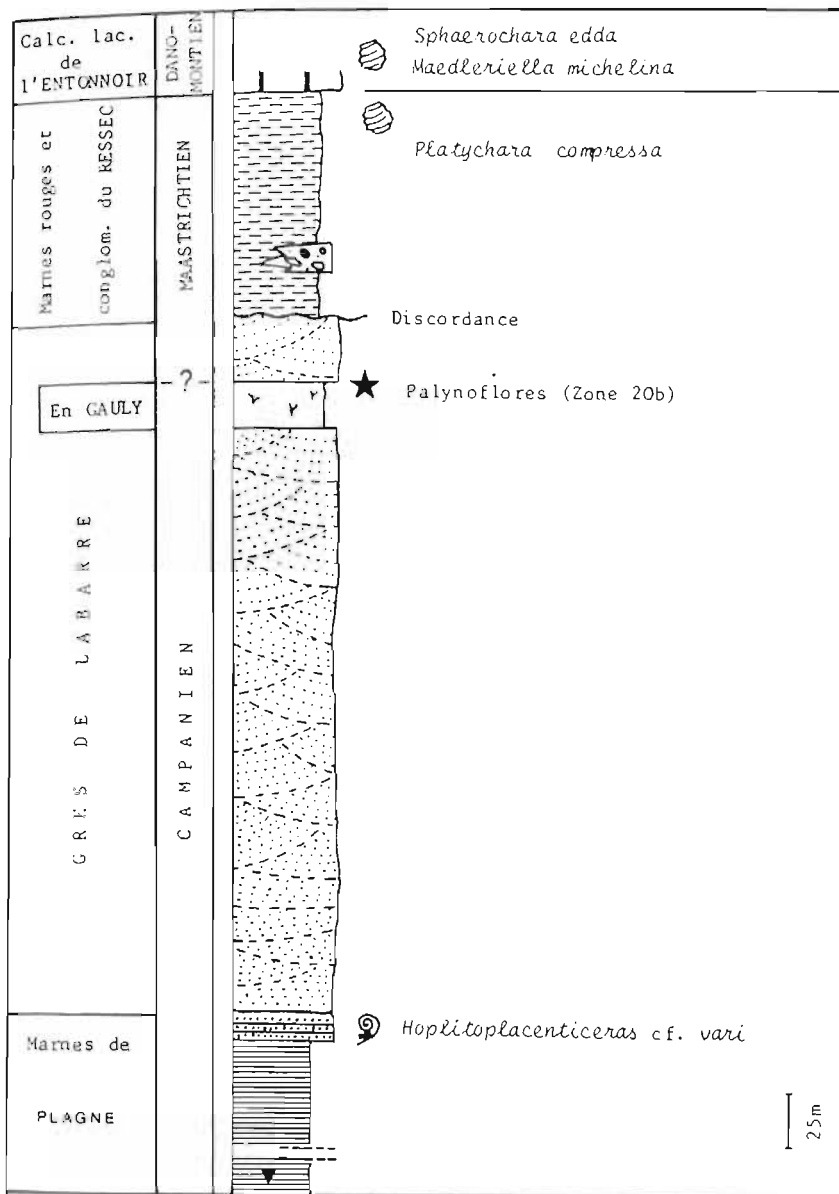 Calc. lac.
de
l'ENTONNOIR
DANO-
MONTIEN
Sphaerochara edda
Maedleriella michelina
Marnes rouges et
conglom. du RESSEC
MAASTRICHTIEN
Platychara compressa
Discordance
-?-
En GAULY
Palynoflores (Zone 20b)
GRES DE LABARRE
CAMPANIEN
Hoplitoplacenticeras cf. vari
Marnes de
PLAGNE
25m